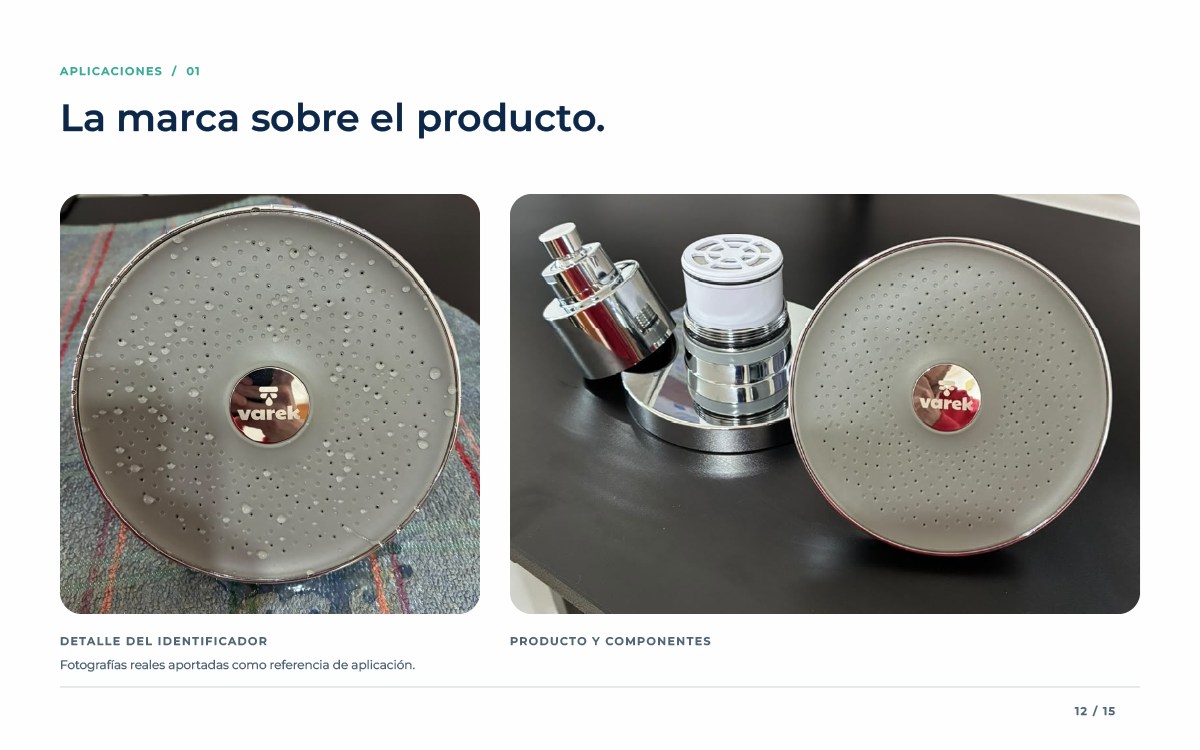 APLICACIONES / 01
La marca sobre el producto.
varek
varek
DETALLE DEL IDENTIFICADOR
Fotografías reales aportadas como referencia de aplicación.
PRODUCTO Y COMPONENTES
12 / 15